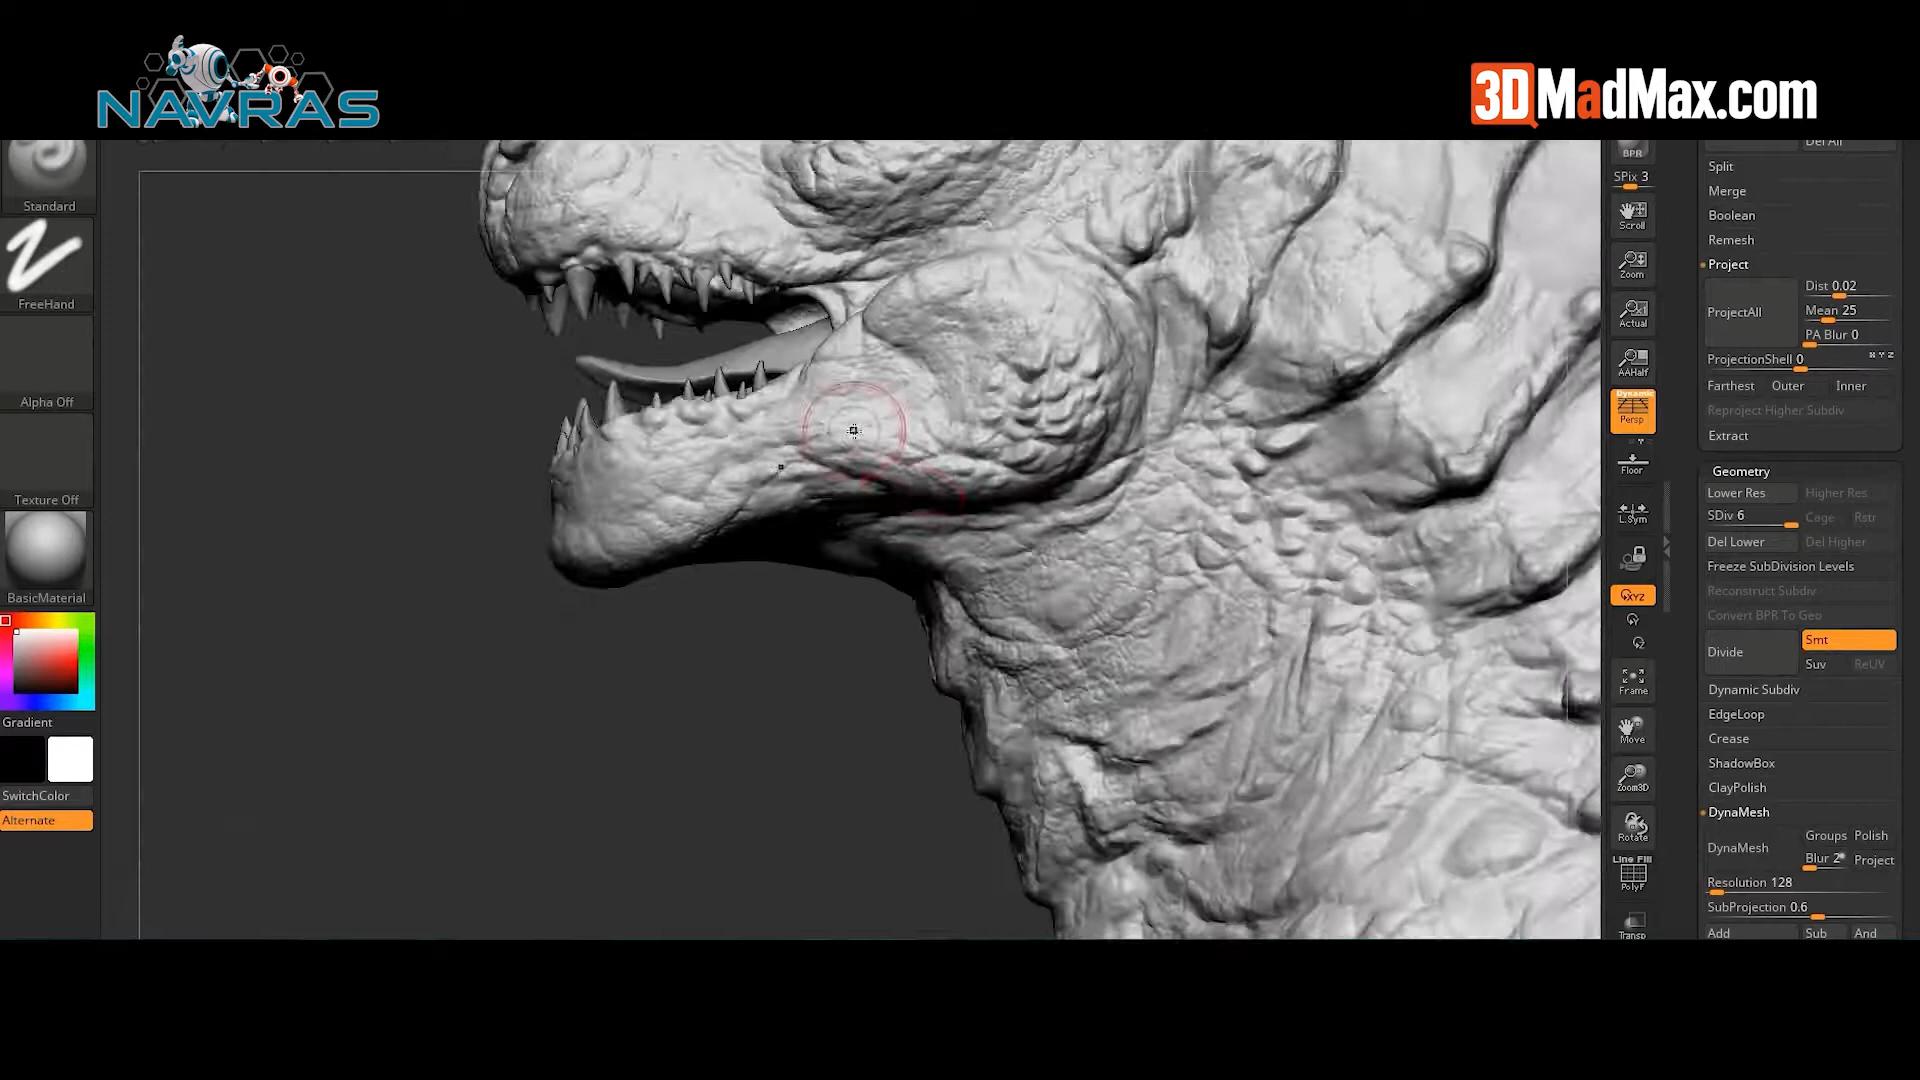 NAVRAS
3DMadMax.com
Standard
FreeHand
Alpha Off
Texture Off
BasicMaterial
Gradient
SwitchColor
Alternate
BPR
SPix 3
Scroll
Zoom
Actual
AAHalf
Dynamic
Persp
Floor
L.Sym
XYZ
Frame
Move
Zoom3D
Rotate
Line Fill
PolyF
Transp
Del All
Split
Merge
Boolean
Remesh
Project
ProjectAll
Dist 0.02
Mean 25
PA Blur 0
ProjectionShell 0
X Y Z
Farthest Outer Inner
Reproject Higher Subdiv
Extract
Geometry
Lower Res Higher Res
SDiv 6 Cage Rstr
Del Lower Del Higher
Freeze SubDivision Levels
Reconstruct Subdiv
Convert BPR To Geo
Divide
Smt
Suv ReUV
Dynamic Subdiv
EdgeLoop
Crease
ShadowBox
ClayPolish
DynaMesh
DynaMesh
Groups Polish
Blur 2 Project
Resolution 128
SubProjection 0.6
Add Sub And